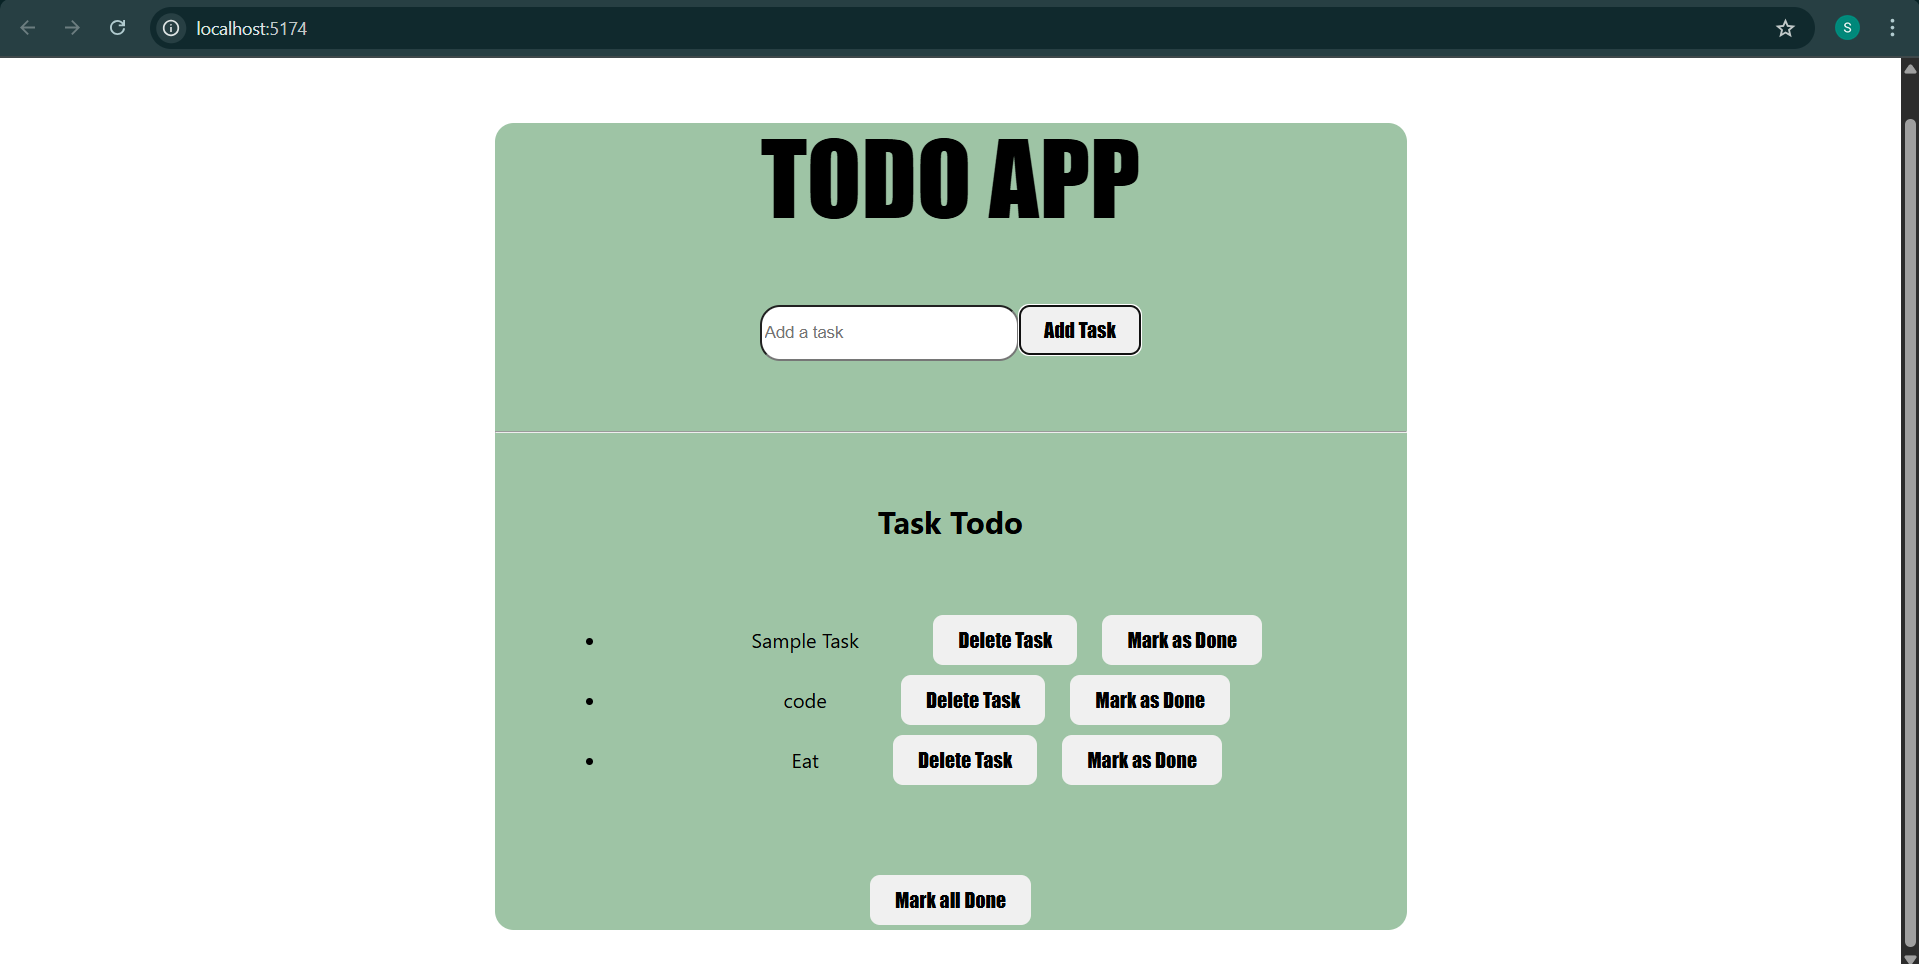 localhost:5174
S
TODO APP
Add a task
Add Task
Task Todo
• Sample Task Delete Task Mark as Done
• code Delete Task Mark as Done
• Eat Delete Task Mark as Done
Mark all Done